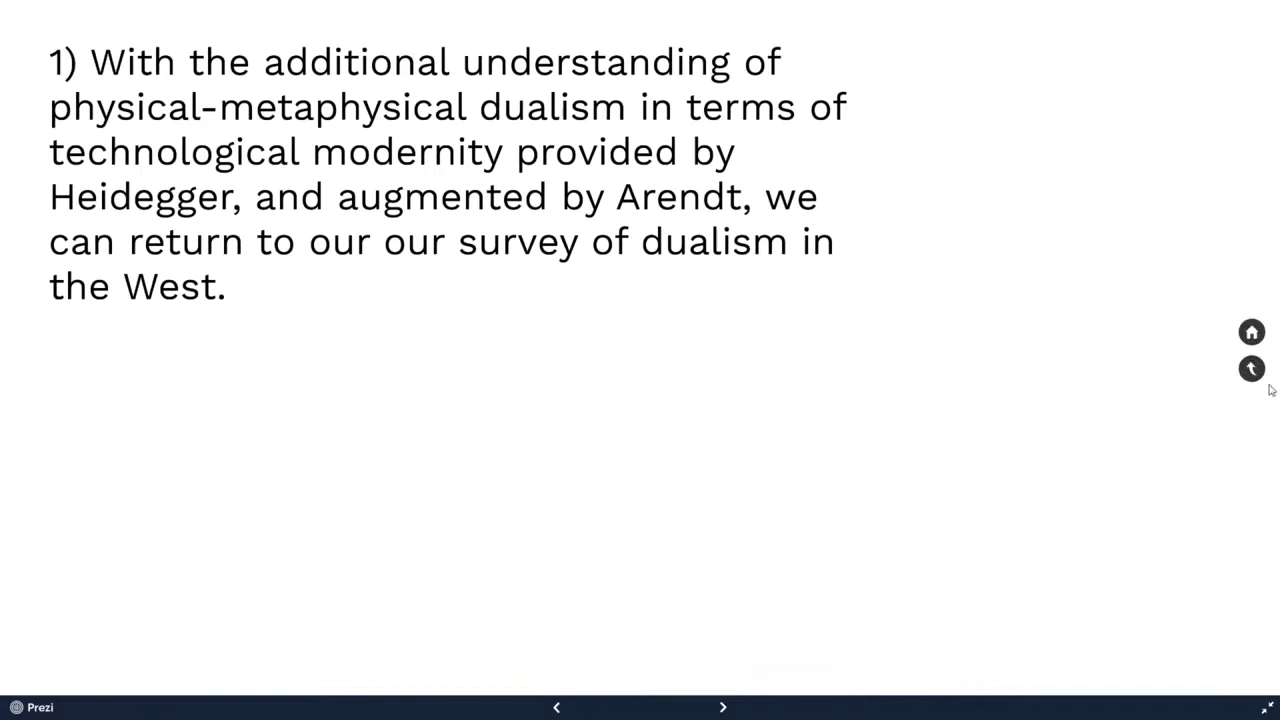 1) With the additional understanding of
physical-metaphysical dualism in terms of
technological modernity provided by
Heidegger, and augmented by Arendt, we
can return to our our survey of dualism in
the West.
Prezi